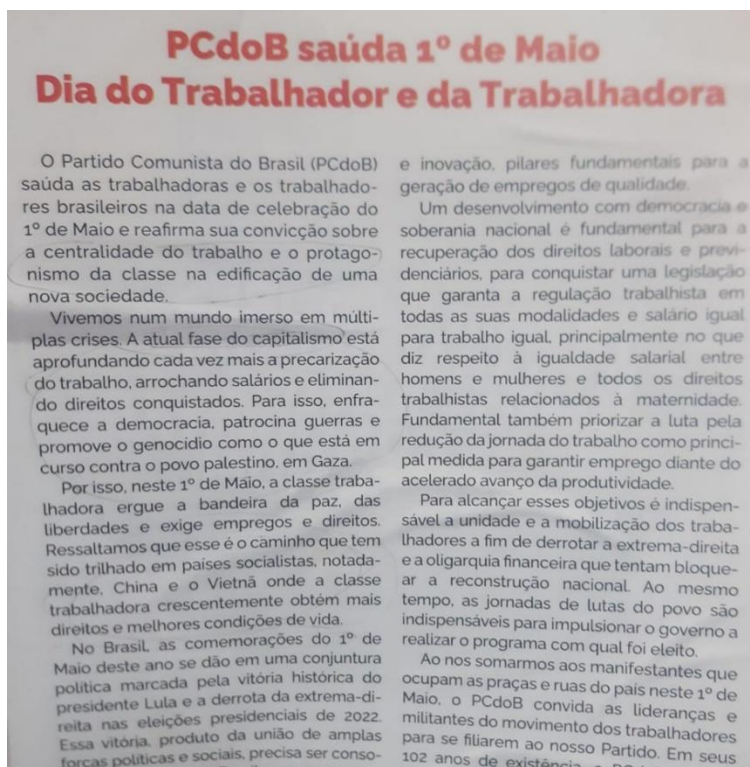 PCdoB saúda 1º de Maio
Dia do Trabalhador e da Trabalhadora
O Partido Comunista do Brasil (PCdoB)
saúda as trabalhadoras e os trabalhado-
res brasileiros na data de celebração do
1º de Maio e reafirma sua convicção sobre
a centralidade do trabalho e o protago-
nismo da classe na edificação de uma
nova sociedade.
Vivemos num mundo imerso em múlti-
plas crises. A atual fase do capitalismo está
aprofundando cada vez mais a precarização
do trabalho, arrochando salários e eliminan-
do direitos conquistados. Para isso, enfra-
quece a democracia, patrocina guerras e
promove o genocídio como o que está em
curso contra o povo palestino, em Gaza.
Por isso, neste 1º de Maio, a classe traba-
lhadora ergue a bandeira da paz, das
liberdades e exige empregos e direitos.
Ressaltamos que esse é o caminho que tem
sido trilhado em países socialistas, notada-
mente, China e o Vietnã onde a classe
trabalhadora crescentemente obtém mais
direitos e melhores condições de vida.
No Brasil, as comemorações do 1º de
Maio deste ano se dão em uma conjuntura
política marcada pela vitória histórica do
presidente Lula e a derrota da extrema-di-
reita nas eleições presidenciais de 2022.
Essa vitória, produto da união de amplas
forças políticas e sociais, precisa ser conso-
e inovação, pilares fundamentais para a
geração de empregos de qualidade.
Um desenvolvimento com democracia e
soberania nacional é fundamental para a
recuperação dos direitos laborais e previ-
denciários, para conquistar uma legislação
que garanta a regulação trabalhista em
todas as suas modalidades e salário igual
para trabalho igual, principalmente no que
diz respeito à igualdade salarial entre
homens e mulheres e todos os direitos
trabalhistas relacionados à maternidade.
Fundamental também priorizar a luta pela
redução da jornada do trabalho como princi-
pal medida para garantir emprego diante do
acelerado avanço da produtividade.
Para alcançar esses objetivos é indispen-
sável a unidade e a mobilização dos traba-
lhadores a fim de derrotar a extrema-direita
e a oligarquia financeira que tentam bloque-
ar a reconstrução nacional. Ao mesmo
tempo, as jornadas de lutas do povo são
indispensáveis para impulsionar o governo a
realizar o programa com qual foi eleito.
Ao nos somarmos aos manifestantes que
ocupam as praças e ruas do país neste 1º de
Maio, o PCdoB convida as lideranças e
militantes do movimento dos trabalhadores
para se filiarem ao nosso Partido. Em seus
102 anos de existência